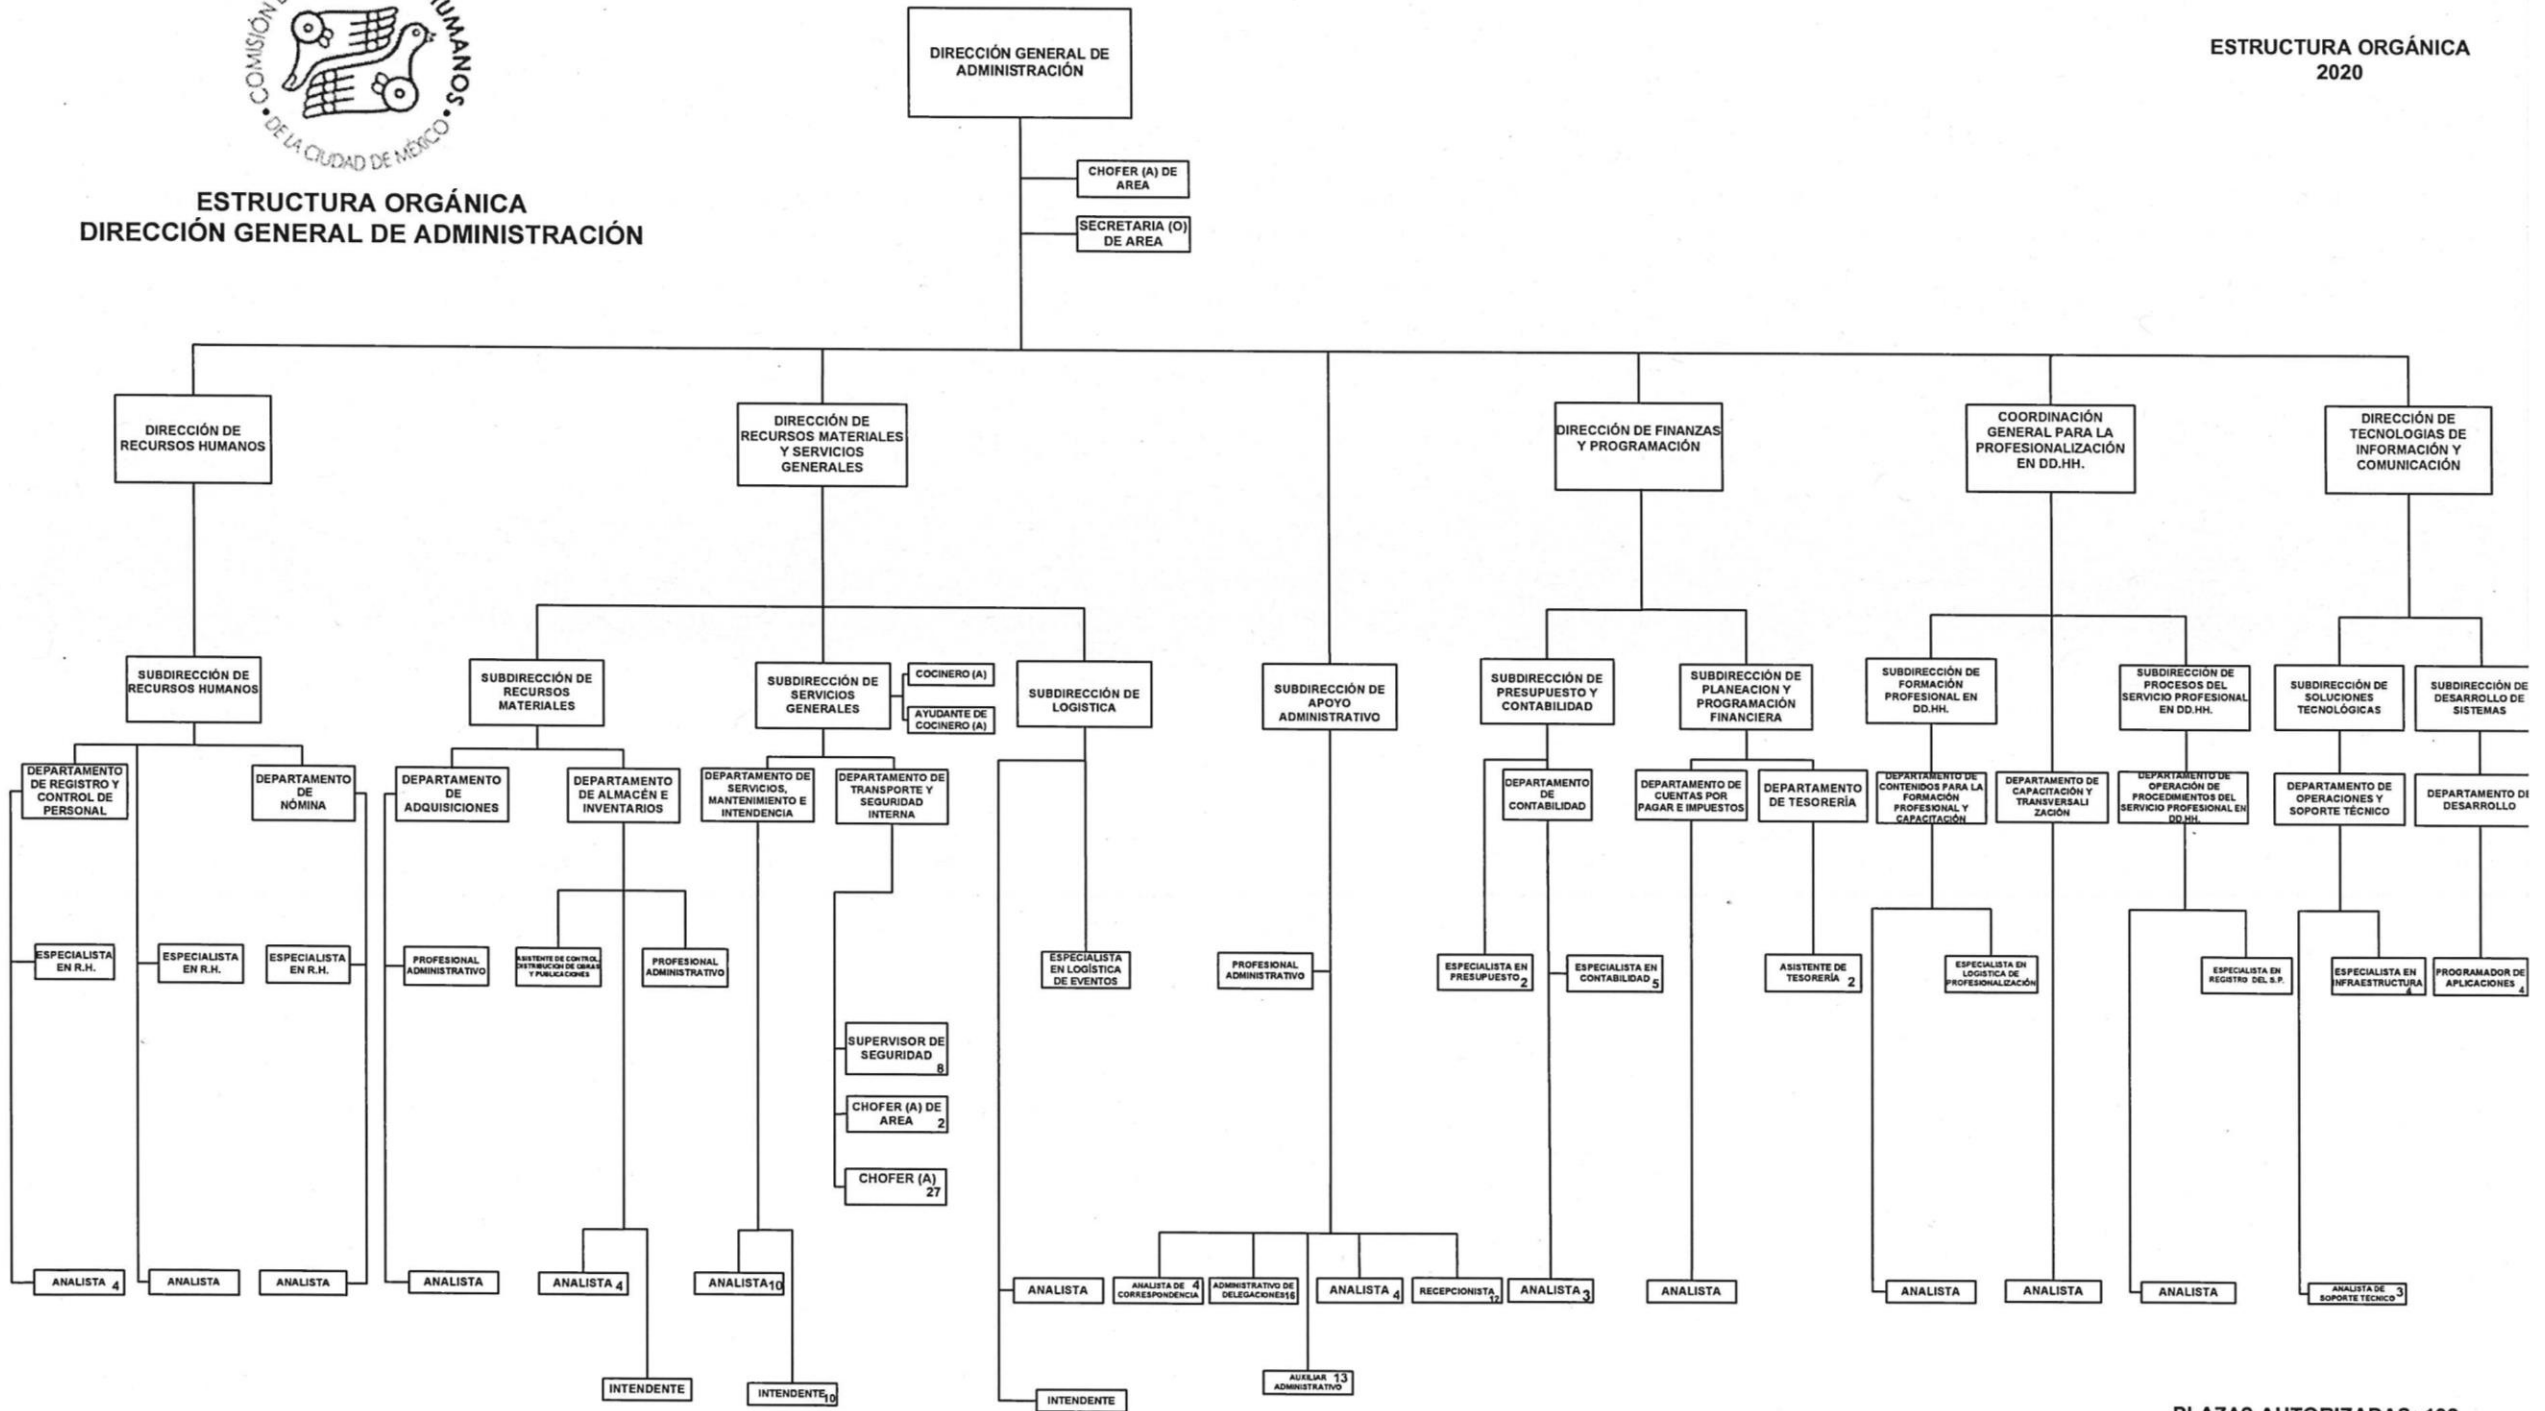 COMISIÓN
HUMANOS
DE LA CIUDAD DE MÉXICO
ESTRUCTURA ORGÁNICA
DIRECCIÓN GENERAL DE ADMINISTRACIÓN
ESTRUCTURA ORGÁNICA
2020
DIRECCIÓN GENERAL DE
ADMINISTRACIÓN
CHOFER (A) DE
AREA
SECRETARIA (O)
DE AREA
DIRECCIÓN DE
RECURSOS HUMANOS
DIRECCIÓN DE
RECURSOS MATERIALES
Y SERVICIOS
GENERALES
DIRECCIÓN DE FINANZAS
Y PROGRAMACIÓN
COORDINACIÓN
GENERAL PARA LA
PROFESIONALIZACIÓN
EN DD.HH.
DIRECCIÓN DE
TECNOLOGIAS DE
INFORMACIÓN Y
COMUNICACIÓN
SUBDIRECCIÓN DE
RECURSOS HUMANOS
SUBDIRECCIÓN DE
RECURSOS
MATERIALES
SUBDIRECCIÓN DE
SERVICIOS
GENERALES
COCINERO (A)
AYUDANTE DE
COCINERO (A)
SUBDIRECCIÓN DE
LOGISTICA
SUBDIRECCIÓN DE
APOYO
ADMINISTRATIVO
SUBDIRECCIÓN DE
PRESUPUESTO Y
CONTABILIDAD
SUBDIRECCIÓN DE
PLANEACION Y
PROGRAMACIÓN
FINANCIERA
SUBDIRECCIÓN DE
FORMACIÓN
PROFESIONAL EN
DD.HH.
SUBDIRECCIÓN DE
PROCESOS DEL
SERVICIO PROFESIONAL
EN DD.HH.
SUBDIRECCIÓN DE
SOLUCIONES
TECNOLÓGICAS
SUBDIRECCIÓN DE
DESARROLLO DE
SISTEMAS
DEPARTAMENTO
DE REGISTRO Y
CONTROL DE
PERSONAL
DEPARTAMENTO
DE
NÓMINA
DEPARTAMENTO
DE
ADQUISICIONES
DEPARTAMENTO
DE ALMACÉN E
INVENTARIOS
DEPARTAMENTO DE
SERVICIOS,
MANTENIMIENTO E
INTENDENCIA
DEPARTAMENTO DE
TRANSPORTE Y
SEGURIDAD
INTERNA
DEPARTAMENTO
DE
CONTABILIDAD
DEPARTAMENTO DE
CUENTAS POR
PAGAR E IMPUESTOS
DEPARTAMENTO
DE TESORERÍA
DEPARTAMENTO DE
CONTENIDOS PARA LA
FORMACIÓN
PROFESIONAL Y
CAPACITACIÓN
DEPARTAMENTO DE
CAPACITACIÓN Y
TRANSVERSALI
ZACIÓN
DEPARTAMENTO DE
OPERACIÓN DE
PROCEDIMIENTOS DEL
SERVICIO PROFESIONAL EN
DD.HH.
DEPARTAMENTO DE
OPERACIONES Y
SOPORTE TÉCNICO
DEPARTAMENTO DE
DESARROLLO
ESPECIALISTA
EN R.H.
ESPECIALISTA
EN R.H.
ESPECIALISTA
EN R.H.
PROFESIONAL
ADMINISTRATIVO
ASISTENTE DE CONTROL,
DISTRIBUCIÓN DE OBRAS
Y PUBLICACIONES
PROFESIONAL
ADMINISTRATIVO
ESPECIALISTA
EN LOGÍSTICA
DE EVENTOS
PROFESIONAL
ADMINISTRATIVO
ESPECIALISTA EN
PRESUPUESTO 2
ESPECIALISTA EN
CONTABILIDAD 5
ASISTENTE DE
TESORERÍA 2
ESPECIALISTA EN
LOGISTICA DE
PROFESIONALIZACIÓN
ESPECIALISTA EN
REGISTRO DEL S.P.
ESPECIALISTA EN
INFRAESTRUCTURA
4
PROGRAMADOR DE
APLICACIONES 4
SUPERVISOR DE
SEGURIDAD
8
CHOFER (A) DE
AREA 2
CHOFER (A)
27
ANALISTA 4
ANALISTA
ANALISTA
ANALISTA
ANALISTA 4
ANALISTA 10
ANALISTA
ANALISTA DE 4
CORRESPONDENCIA
ADMINISTRATIVO DE
DELEGACIONES 16
ANALISTA 4
RECEPCIONISTA 12
ANALISTA 3
ANALISTA
ANALISTA
ANALISTA
ANALISTA
ANALISTA DE
SOPORTE TECNICO 3
INTENDENTE
INTENDENTE 10
INTENDENTE
AUXILIAR 13
ADMINISTRATIVO